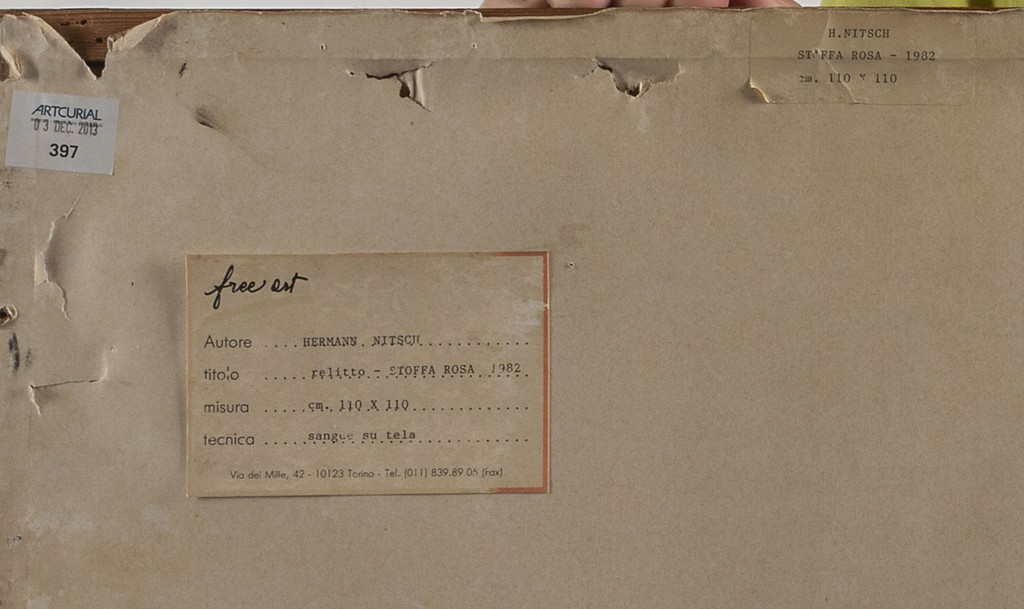 H.NITSCH
STOFFA ROSA - 1982
cm. 110 X 110
ARTCURIAL
03 DEC. 2013
397
free art
Autore .... HERMANN. NITSCH............
titolo ..... relitto - STOFFA ROSA 1982
misura ..... cm. 110 X 110.............
tecnica ..... sangue su tela............
Via dei Mille, 42 - 10123 Torino - Tel. (011) 839.89.05 (Fax)